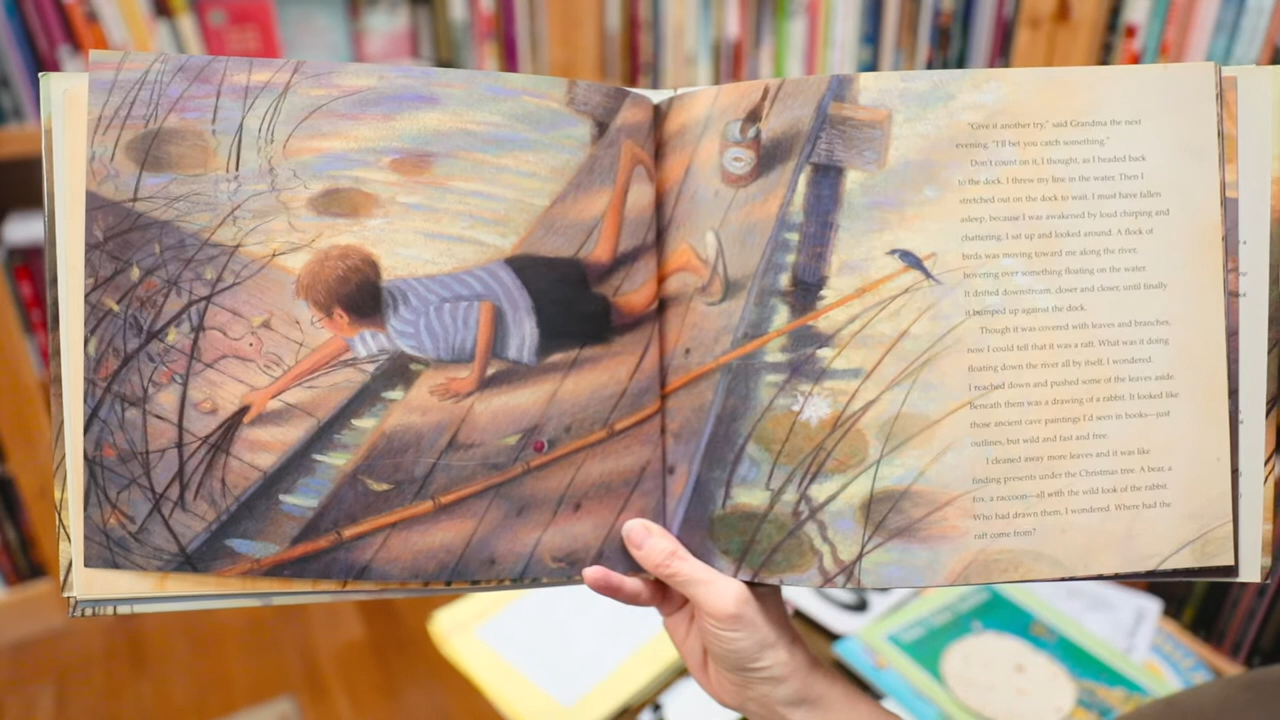 "Give it another try," said Grandma the next
evening. "I'll bet you catch something."
Don't count on it, I thought, as I headed back
to the dock. I threw my line in the water. Then I
stretched out on the dock to wait. I must have fallen
asleep, because I was awakened by loud chirping and
chattering. I sat up and looked around. A flock of
birds was moving toward me along the river,
hovering over something floating on the water.
It drifted downstream, closer and closer, until finally
it bumped up against the dock.
Though it was covered with leaves and branches,
now I could tell that it was a raft. What was it doing
floating down the river all by itself, I wondered.
I reached down and pushed some of the leaves aside.
Beneath them was a drawing of a rabbit. It looked like
those ancient cave paintings I'd seen in books—just
outlines, but wild and fast and free.
I cleaned away more leaves and it was like
finding presents under the Christmas tree. A bear, a
fox, a raccoon—all with the wild look of the rabbit.
Who had drawn them, I wondered. Where had the
raft come from?